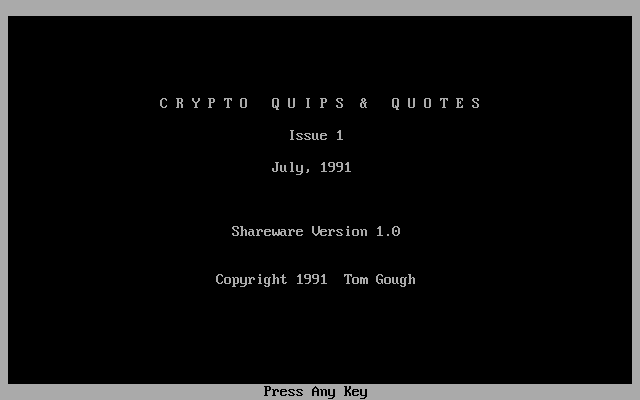 C R Y P T O   Q U I P S  &  Q U O T E S
Issue 1
July, 1991
Shareware Version 1.0
Copyright 1991  Tom Gough
Press Any Key